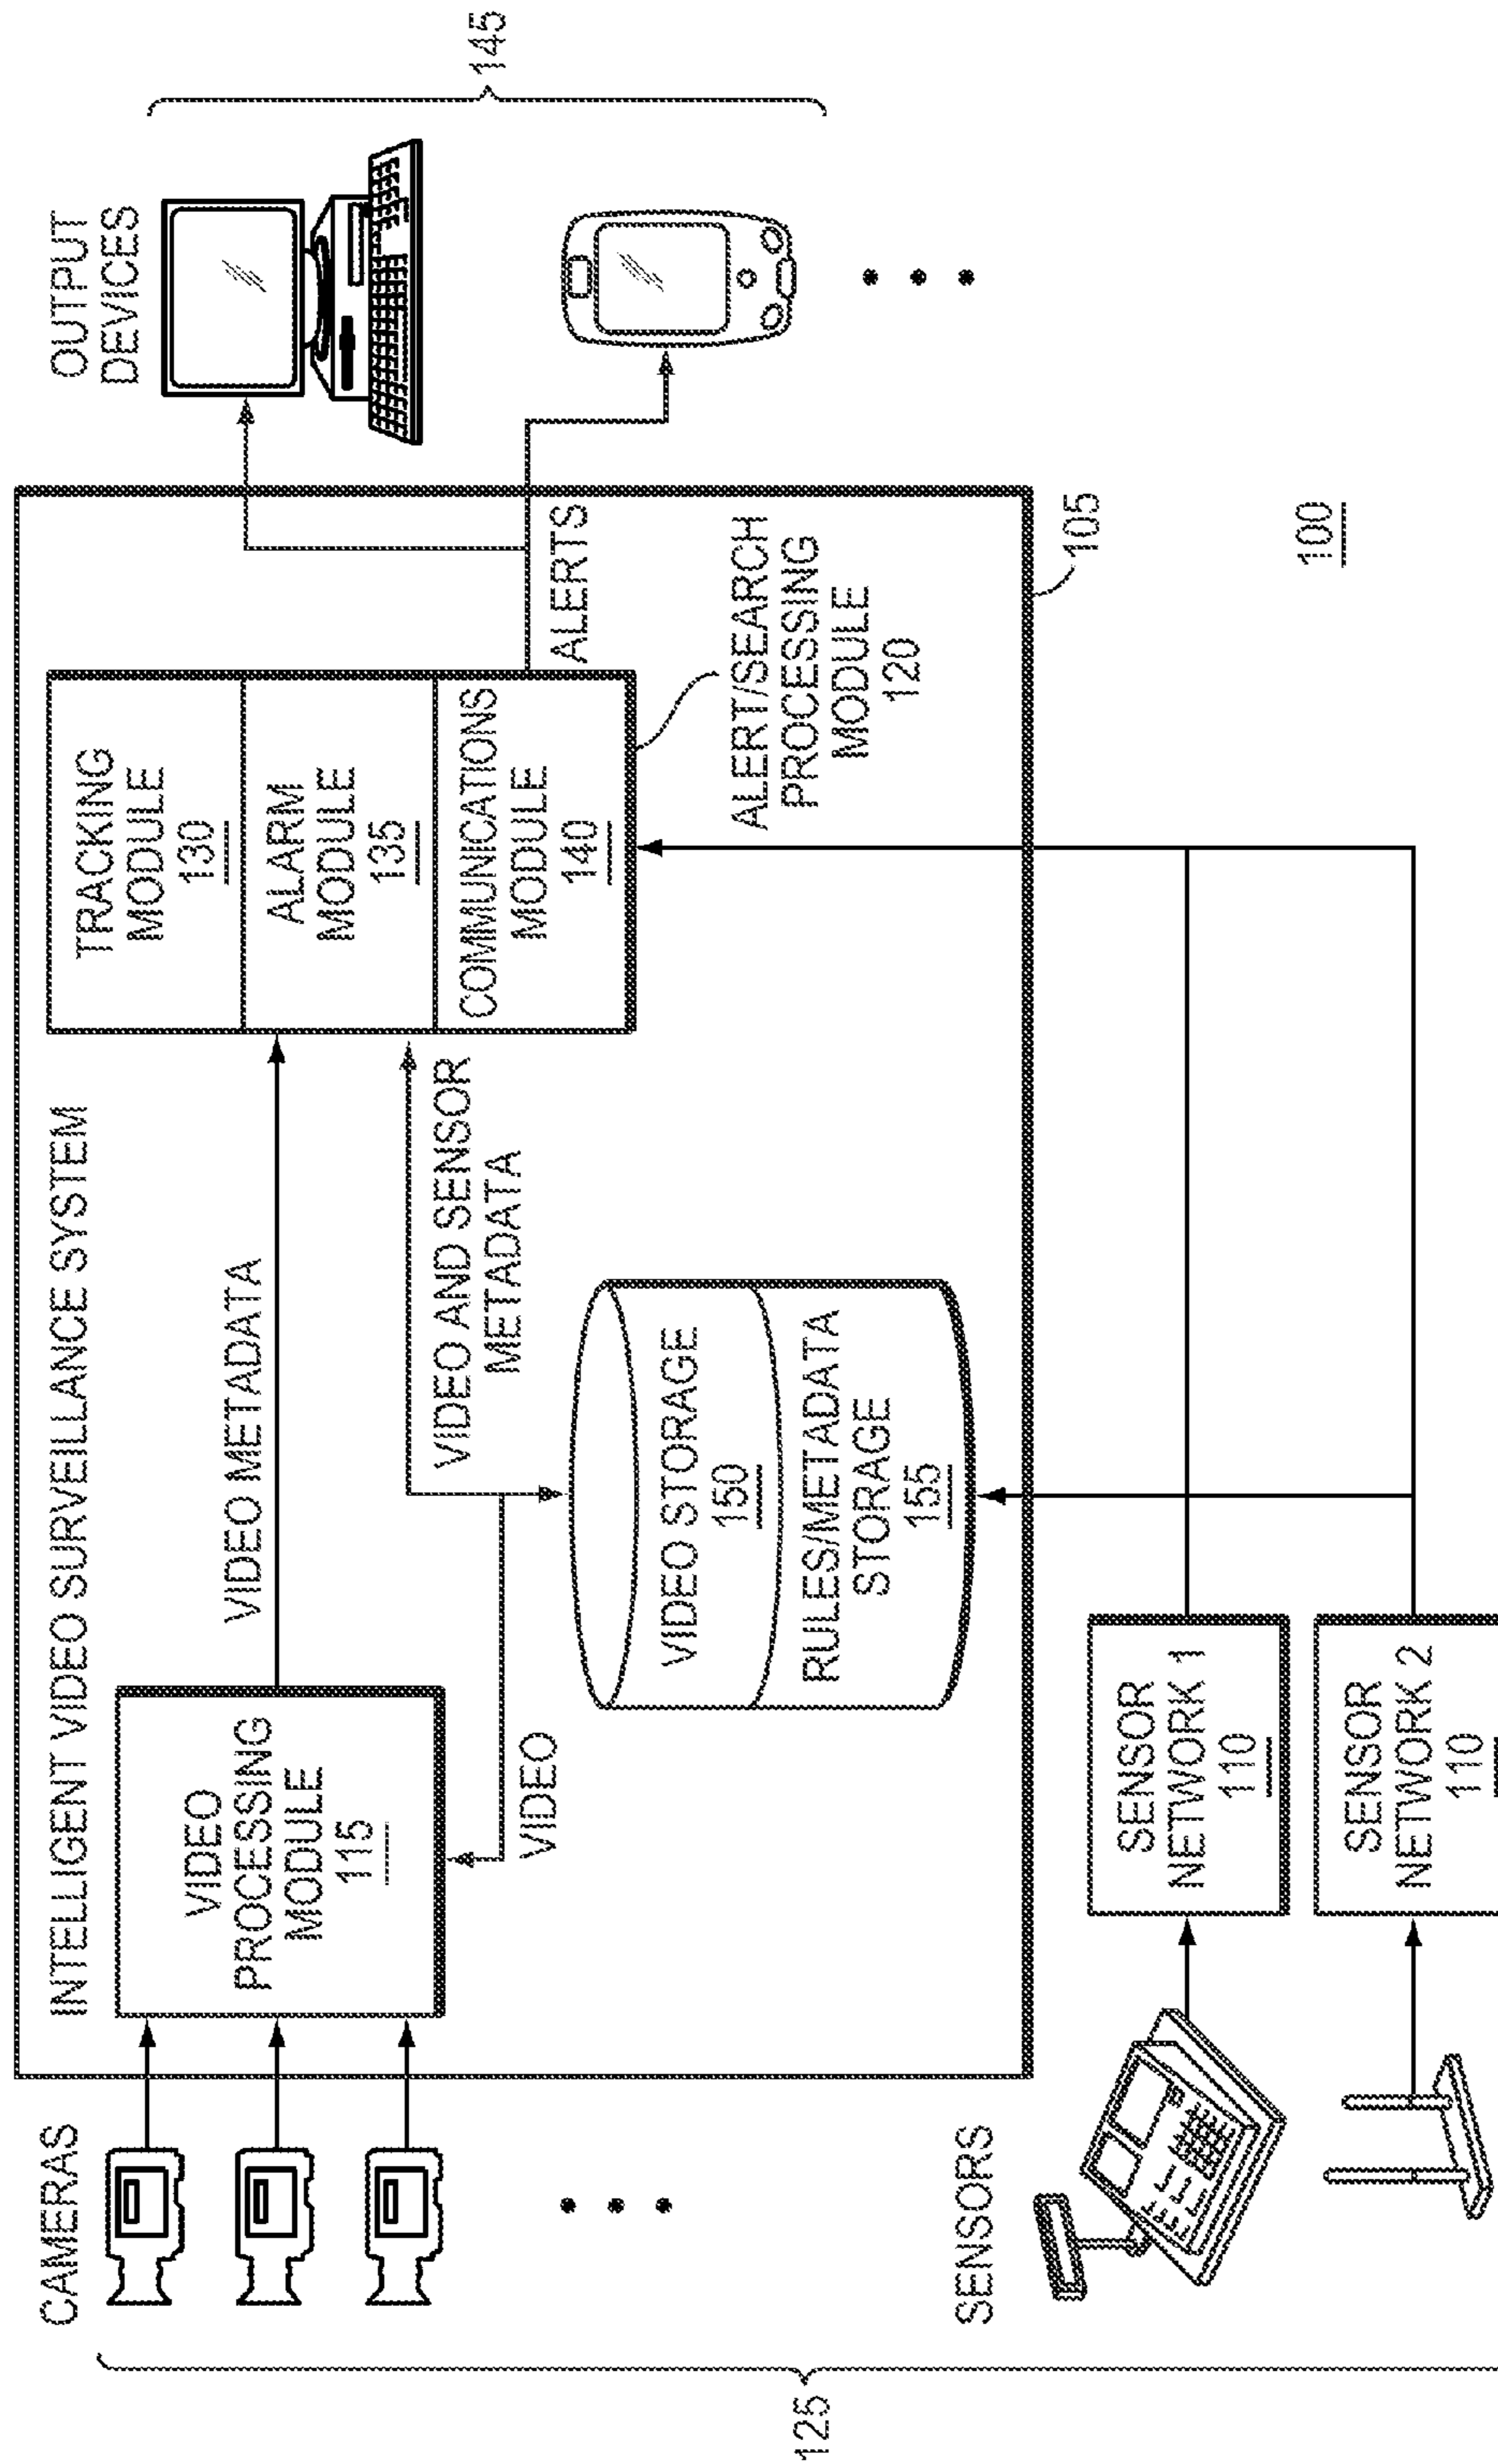 INTELLIGENT VIDEO SURVEILLANCE SYSTEM
CAMERAS
VIDEO
PROCESSING
MODULE
115
VIDEO METADATA
TRACKING
MODULE
130
ALARM
MODULE
135
COMMUNICATIONS
MODULE
140
OUTPUT
DEVICES
145
VIDEO AND SENSOR
METADATA
VIDEO
ALERTS
VIDEO STORAGE
150
RULES/METADATA
STORAGE
155
ALERT/SEARCH
PROCESSING
MODULE
120
105
125
SENSORS
SENSOR
NETWORK 1
110
SENSOR
NETWORK 2
110
100